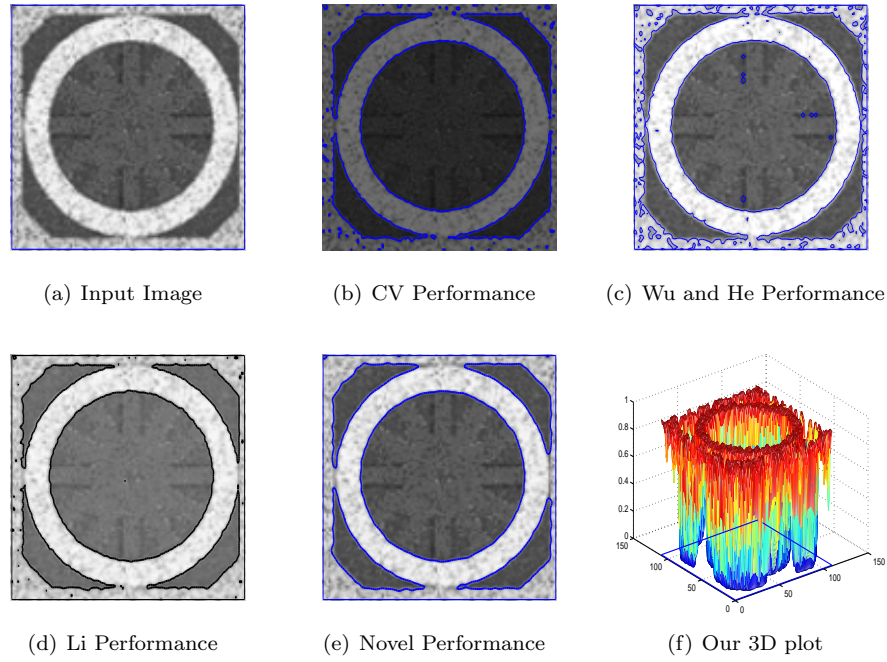 (a) Input Image
(b) CV Performance
(c) Wu and He Performance
(d) Li Performance
(e) Novel Performance
1
0.8
0.6
0.4
0.2
0
150
100
50
0
0
50
100
150
(f) Our 3D plot